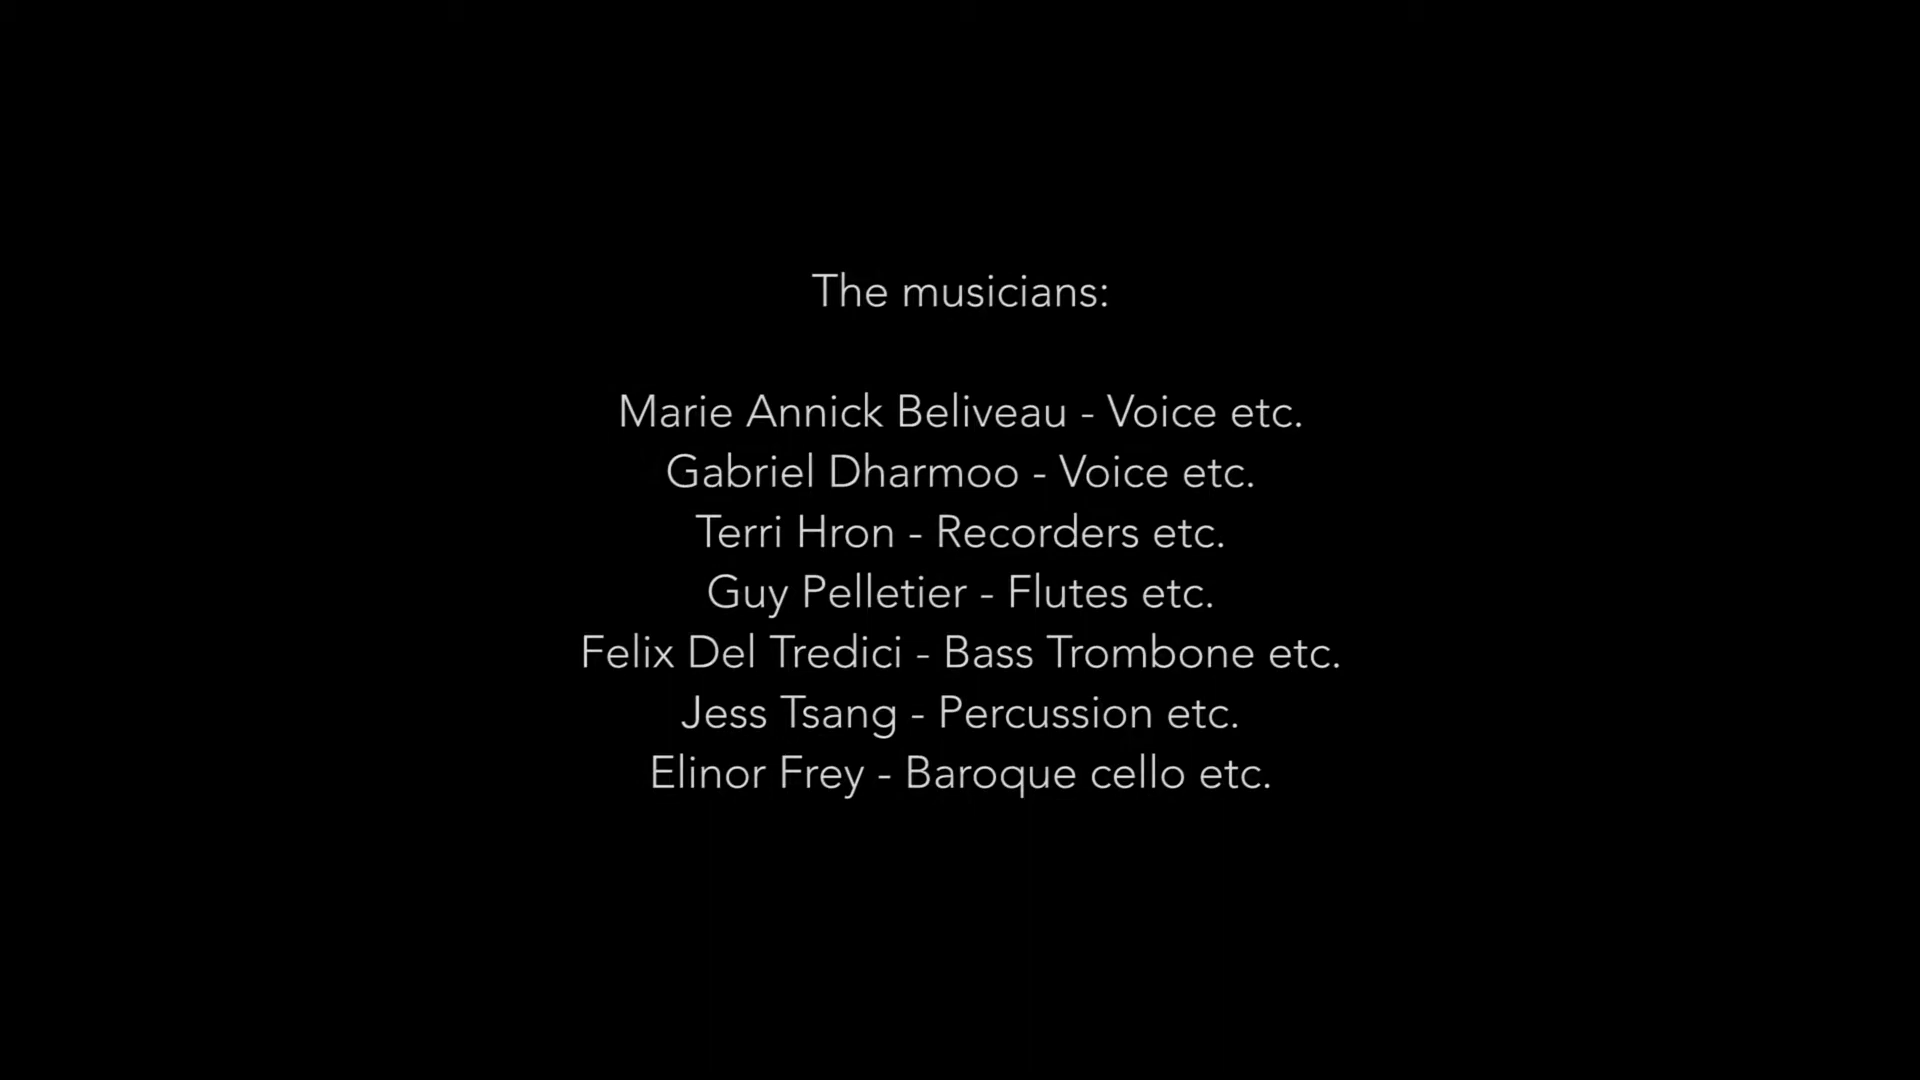 The musicians:
Marie Annick Beliveau - Voice etc.
Gabriel Dharmoo - Voice etc.
Terri Hron - Recorders etc.
Guy Pelletier - Flutes etc.
Felix Del Tredici - Bass Trombone etc.
Jess Tsang - Percussion etc.
Elinor Frey - Baroque cello etc.